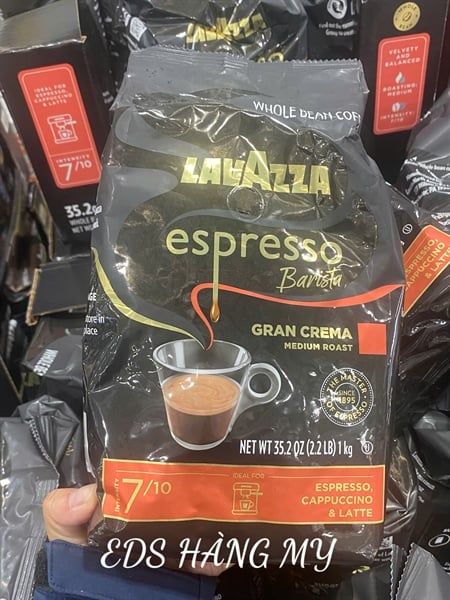 WHOLE BEAN COF
LAVAZZA
espresso
Barista
GRAN CREMA
MEDIUM ROAST
THE MASTER
SINCE
1895
OF ESPRESSO
NET WT 35.2 OZ (2.2 LB) 1 kg
INTENSITY
7/10
IDEAL FOR
ESPRESSO,
CAPPUCCINO
& LATTE
EDS HÀNG MỸ
IDEAL FOR
ESPRESSO,
CAPPUCCINO
& LATTE
INTENSITY
7/10
35.2
VELVETY
AND
BALANCED
ROASTING:
MEDIUM
INTENSITY:
7/10
ESPRESSO,
CAPPUCCINO
& LATTE